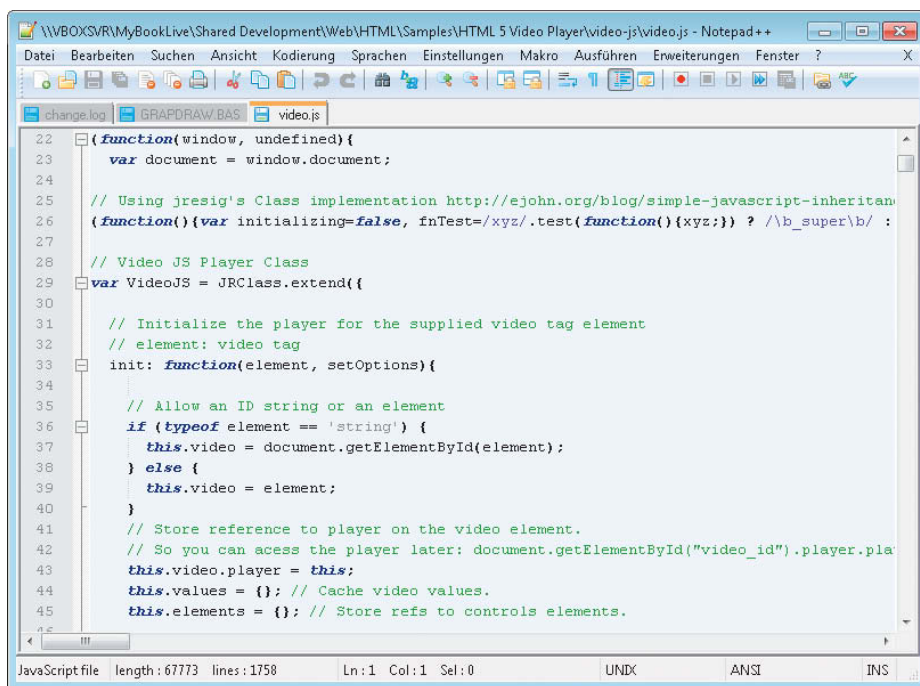 \\VBOXSVR\MyBookLive\Shared Development\Web\HTML\Samples\HTML 5 Video Player\video-js\video.js - Notepad++
Datei Bearbeiten Suchen Ansicht Kodierung Sprachen Einstellungen Makro Ausführen Erweiterungen Fenster ? X
change.log GRAPDRAW.BAS video.js
22 (function(window, undefined){
23 var document = window.document;
24
25 // Using jresig's Class implementation http://ejohn.org/blog/simple-javascript-inheritan
26 (function(){var initializing=false, fnTest=/xyz/.test(function(){xyz;}) ? /\b_super\b/ :
27
28 // Video JS Player Class
29 var VideoJS = JRClass.extend({
30
31 // Initialize the player for the supplied video tag element
32 // element: video tag
33 init: function(element, setOptions){
34
35 // Allow an ID string or an element
36 if (typeof element == 'string') {
37 this.video = document.getElementById(element);
38 } else {
39 this.video = element;
40 }
41 // Store reference to player on the video element.
42 // So you can acess the player later: document.getElementById("video_id").player.pla
43 this.video.player = this;
44 this.values = {}; // Cache video values.
45 this.elements = {}; // Store refs to controls elements.
46
JavaScript file length : 67773 lines : 1758 Ln : 1 Col : 1 Sel : 0 UNIX ANSI INS